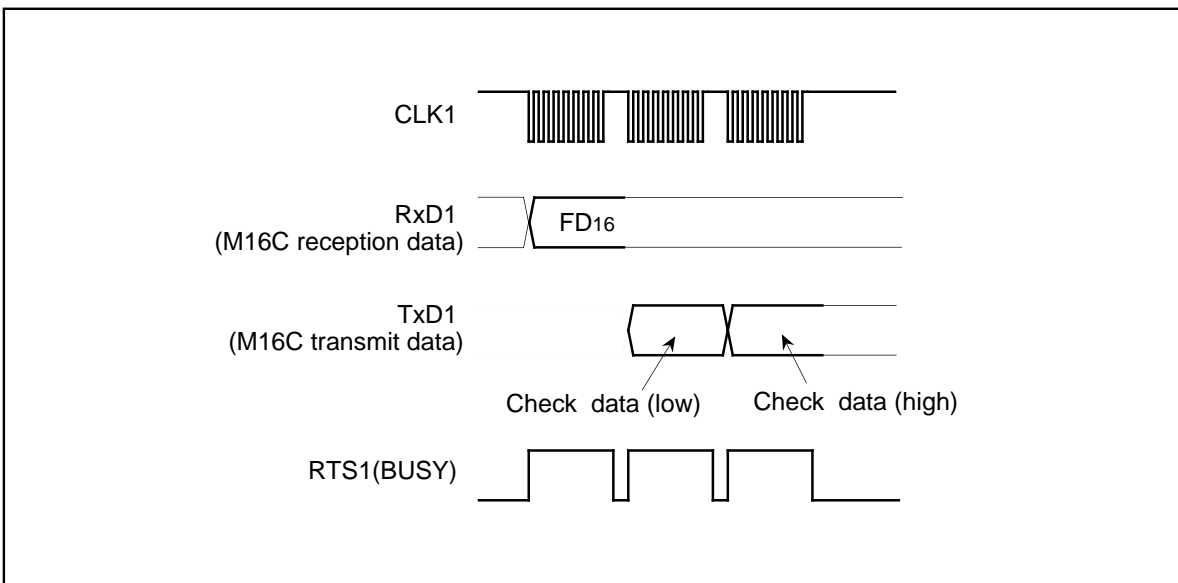 CLK1
RxD1
(M16C reception data)
FD16
TxD1
(M16C transmit data)
Check data (low)
Check data (high)
RTS1(BUSY)